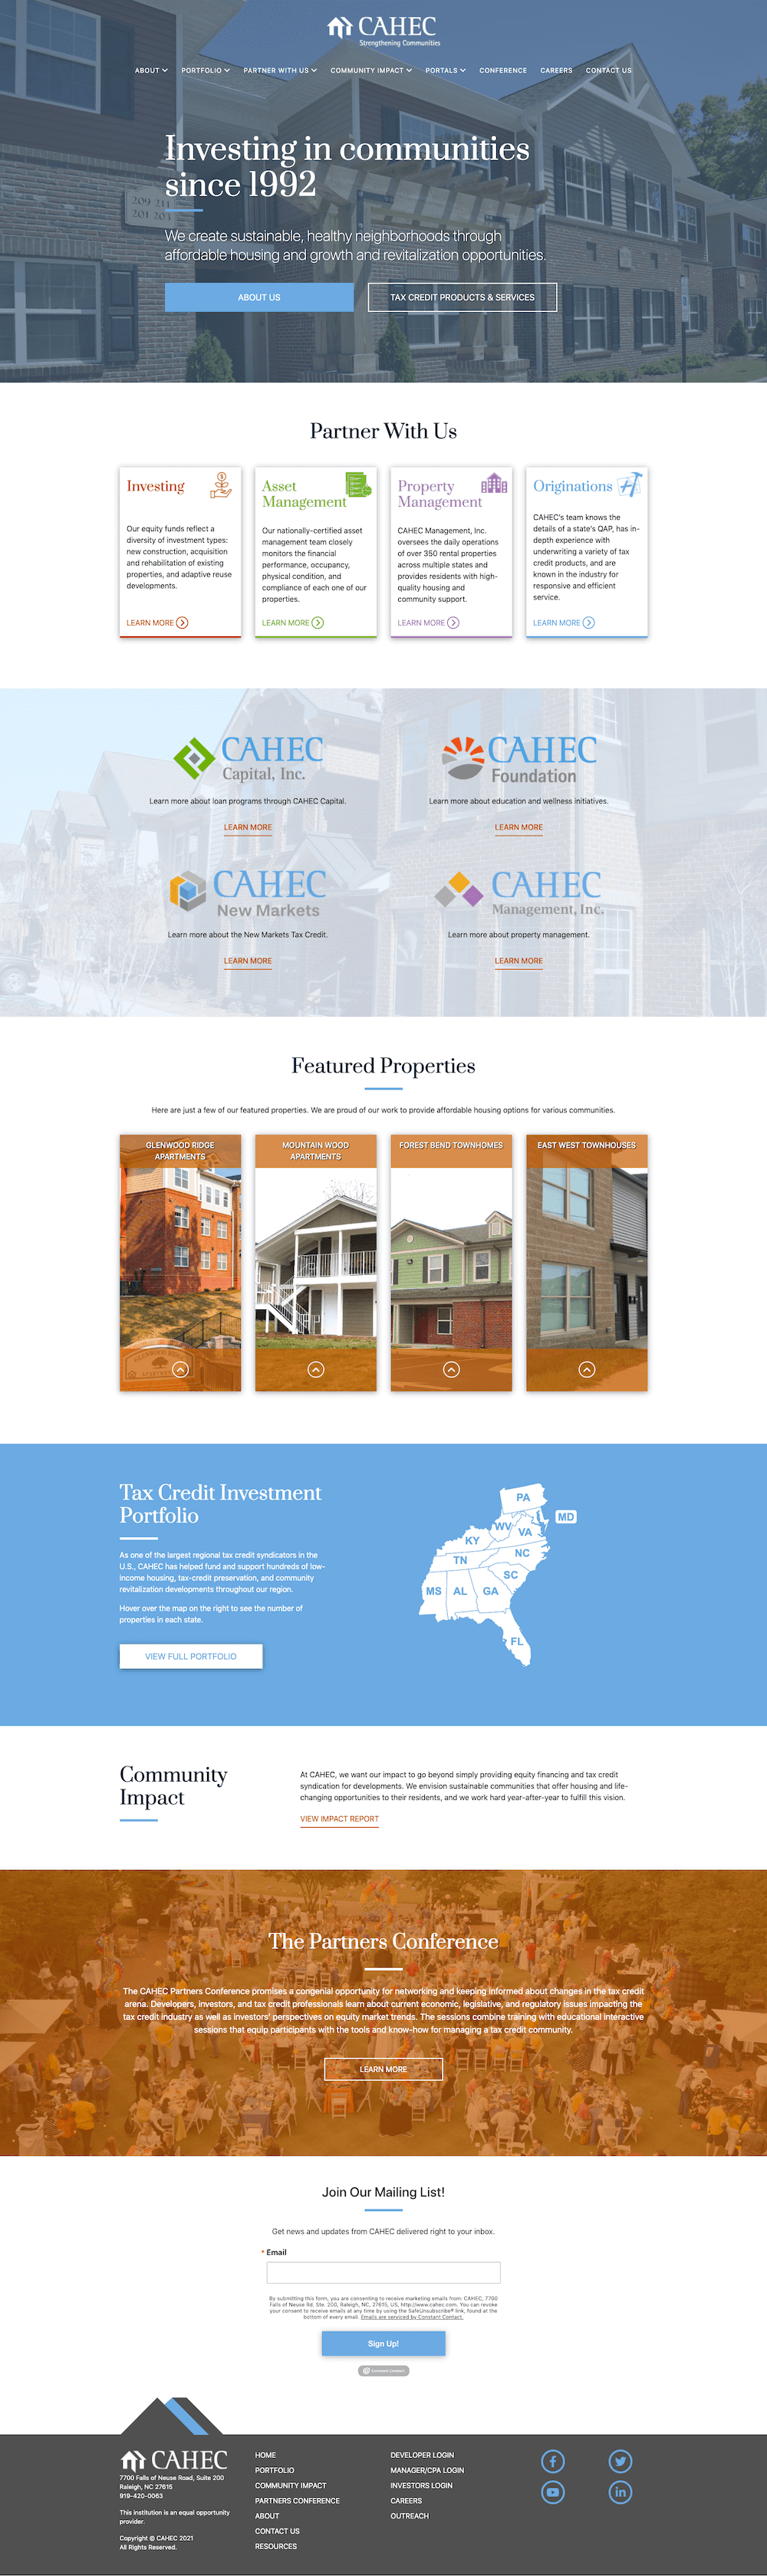 CAHEC
Strengthening Communities
ABOUT
PORTFOLIO
PARTNER WITH US
COMMUNITY IMPACT
PORTALS
CONFERENCE
CAREERS
CONTACT US
Investing in communities
since 1992
We create sustainable, healthy neighborhoods through
affordable housing and growth and revitalization opportunities.
ABOUT US
TAX CREDIT PRODUCTS & SERVICES
Partner With Us
Investing
Our equity funds reflect a
diversity of investment types:
new construction, acquisition
and rehabilitation of existing
properties, and adaptive reuse
developments.
LEARN MORE
Asset
Management
Our nationally-certified asset
management team closely
monitors the financial
performance, occupancy,
physical condition, and
compliance of each one of our
properties.
LEARN MORE
Property
Management
CAHEC Management, Inc.
oversees the daily operations
of over 350 rental properties
across multiple states and
provides residents with high-
quality housing and
community support.
LEARN MORE
Originations
CAHEC's team knows the
details of a state's QAP, has in-
depth experience with
underwriting a variety of tax
credit products, and are
known in the industry for
responsive and efficient
service.
LEARN MORE
CAHEC
Capital, Inc.
Learn more about loan programs through CAHEC Capital.
LEARN MORE
CAHEC
Foundation
Learn more about education and wellness initiatives.
LEARN MORE
CAHEC
New Markets
Learn more about the New Markets Tax Credit.
LEARN MORE
CAHEC
Management, Inc.
Learn more about property management.
LEARN MORE
Featured Properties
Here are just a few of our featured properties. We are proud of our work to provide affordable housing options for various communities.
GLENWOOD RIDGE
APARTMENTS
MOUNTAIN WOOD
APARTMENTS
FOREST BEND TOWNHOMES
EAST WEST TOWNHOUSES
Tax Credit Investment
Portfolio
As one of the largest regional tax credit syndicators in the
U.S., CAHEC has helped fund and support hundreds of low-
income housing, tax-credit preservation, and community
revitalization developments throughout our region.
Hover over the map on the right to see the number of
properties in each state.
VIEW FULL PORTFOLIO
PA
MD
WV
VA
KY
NC
TN
SC
MS
AL
GA
FL
Community
Impact
At CAHEC, we want our impact to go beyond simply providing equity financing and tax credit
syndication for developments. We envision sustainable communities that offer housing and life-
changing opportunities to their residents, and we work hard year-after-year to fulfill this vision.
VIEW IMPACT REPORT
The Partners Conference
The CAHEC Partners Conference promises a congenial opportunity for networking and keeping informed about changes in the tax credit
arena. Developers, investors, and tax credit professionals learn about current economic, legislative, and regulatory issues impacting the
tax credit industry as well as investors' perspectives on equity market trends. The sessions combine training with educational interactive
sessions that equip participants with the tools and know-how for managing a tax credit community.
LEARN MORE
Join Our Mailing List!
Get news and updates from CAHEC delivered right to your inbox.
* Email
By submitting this form, you are consenting to receive marketing emails from: CAHEC, 7700
Falls of Neuse Rd, Ste. 200, Raleigh, NC, 27615, US, http://www.cahec.com. You can revoke
your consent to receive emails at any time by using the SafeUnsubscribe® link, found at the
bottom of every email. Emails are serviced by Constant Contact.
Sign Up!
Constant Contact
CAHEC
7700 Falls of Neuse Road, Suite 200
Raleigh, NC 27615
919-420-0063
This institution is an equal opportunity
provider.
Copyright © CAHEC 2021
All Rights Reserved.
HOME
PORTFOLIO
COMMUNITY IMPACT
PARTNERS CONFERENCE
ABOUT
CONTACT US
RESOURCES
DEVELOPER LOGIN
MANAGER/CPA LOGIN
INVESTORS LOGIN
CAREERS
OUTREACH